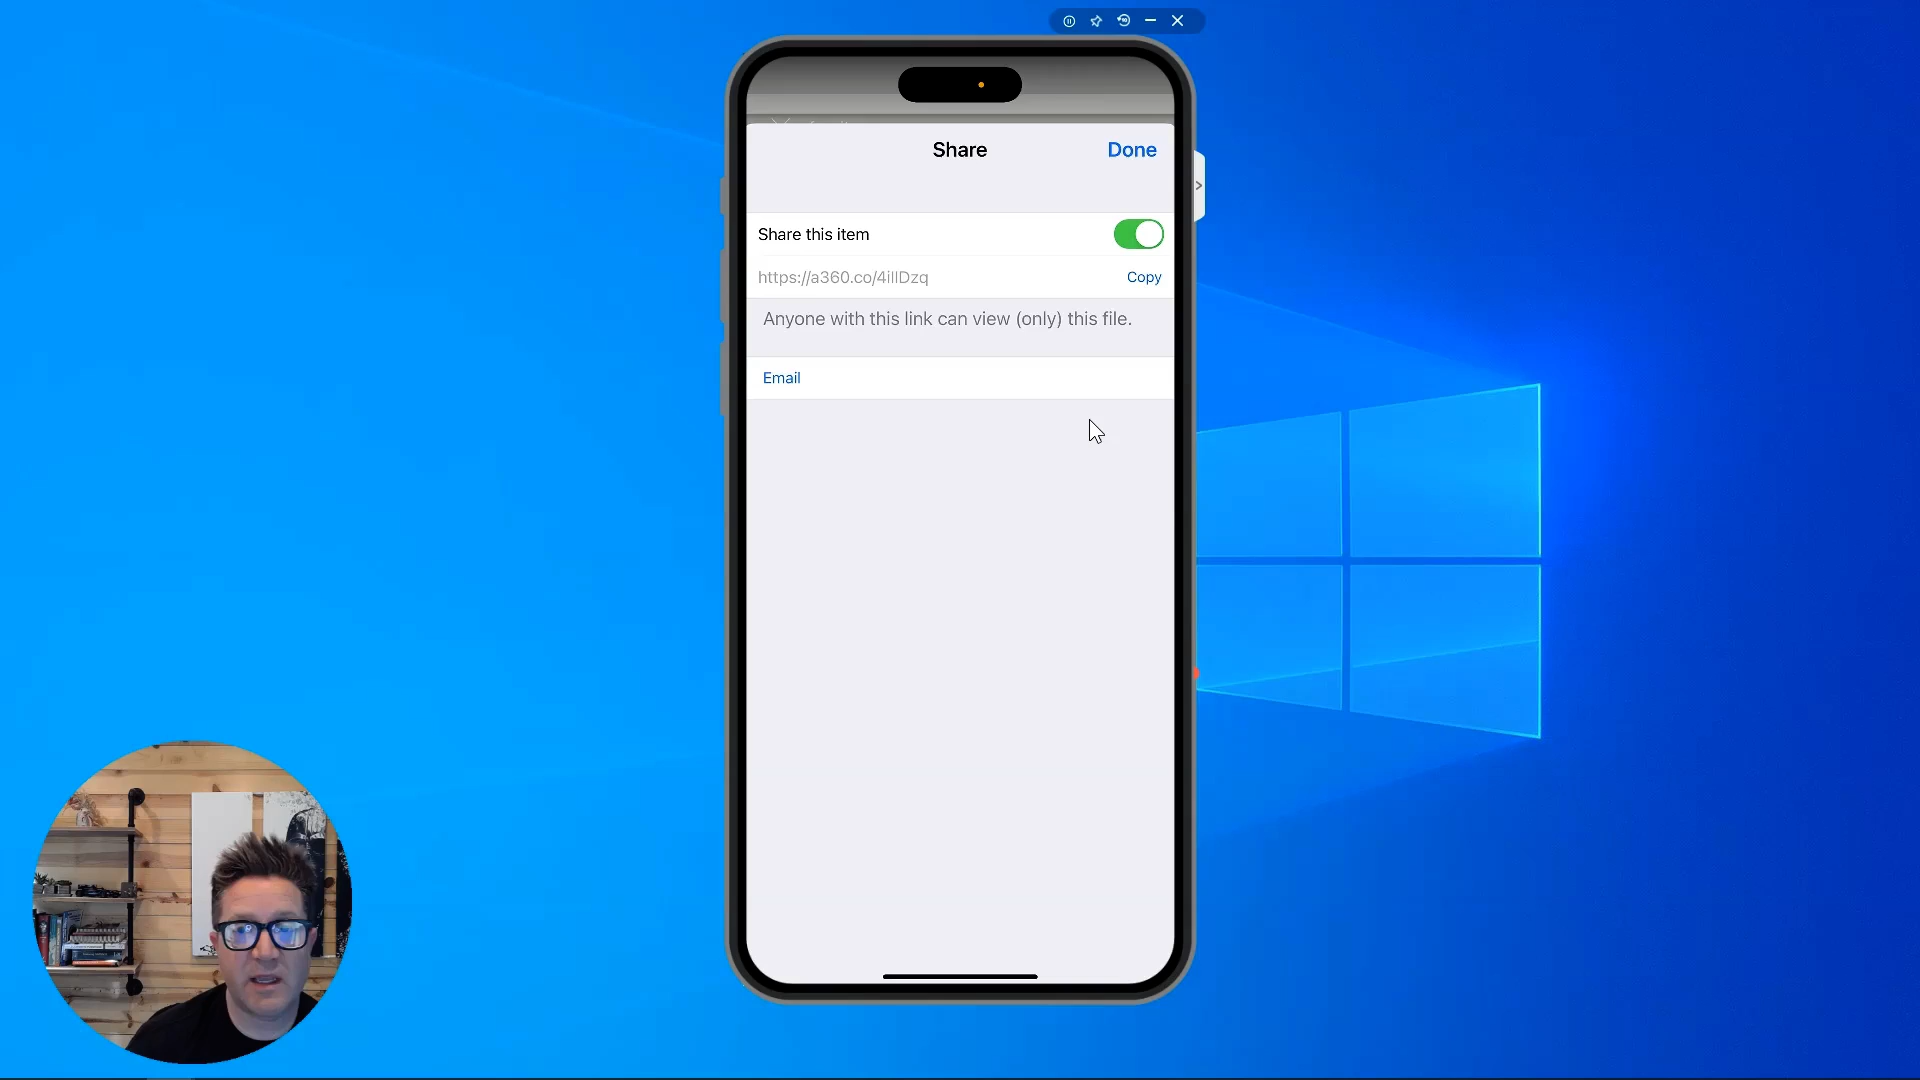 Share
Done
Share this item
https://a360.co/4illDzq
Copy
Anyone with this link can view (only) this file.
Email